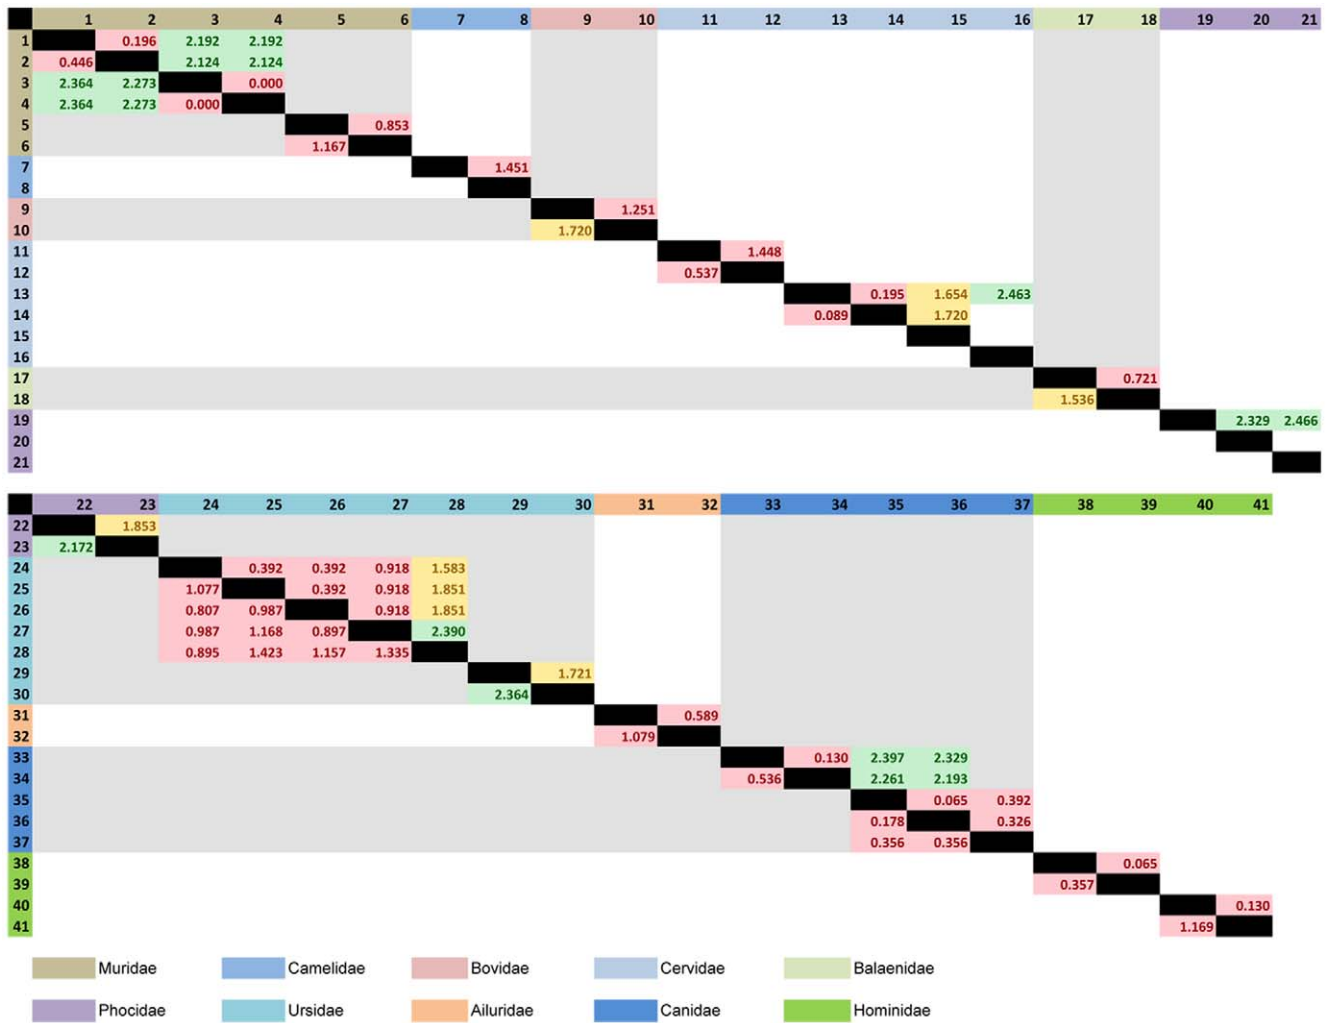 1 2 3 4 5 6 7 8 9 10 11 12 13 14 15 16 17 18 19 20 21
1 0.196 2.192 2.192
2 0.446 2.124 2.124
3 2.364 2.273 0.000
4 2.364 2.273 0.000
5 0.853
6 1.167
7 1.451
8
9 1.251
10 1.720
11 1.448
12 0.537
13 0.195 1.654 2.463
14 0.089 1.720
15
16
17 0.721
18 1.536
19 2.329 2.466
20
21
22 23 24 25 26 27 28 29 30 31 32 33 34 35 36 37 38 39 40 41
22 1.853
23 2.172
24 0.392 0.392 0.918 1.583
25 1.077 0.392 0.918 1.851
26 0.807 0.987 0.918 1.851
27 0.987 1.168 0.897 2.390
28 0.895 1.423 1.157 1.335
29 1.721
30 2.364
31 0.589
32 1.079
33 0.130 2.397 2.329
34 0.536 2.261 2.193
35 0.065 0.392
36 0.178 0.326
37 0.356 0.356
38 0.065
39 0.357
40 0.130
41 1.169
Muridae Camelidae Bovidae Cervidae Balaenidae
Phocidae Ursidae Ailuridae Canidae Hominidae